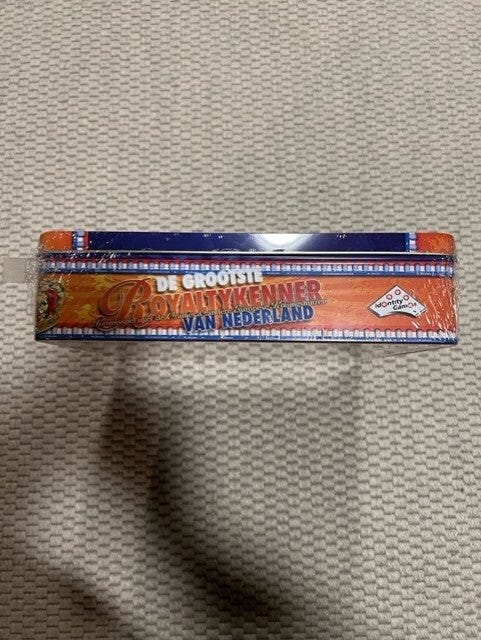 DE GROOTSTE
ROYALTYKENNER
VAN NEDERLAND
Identity
Games